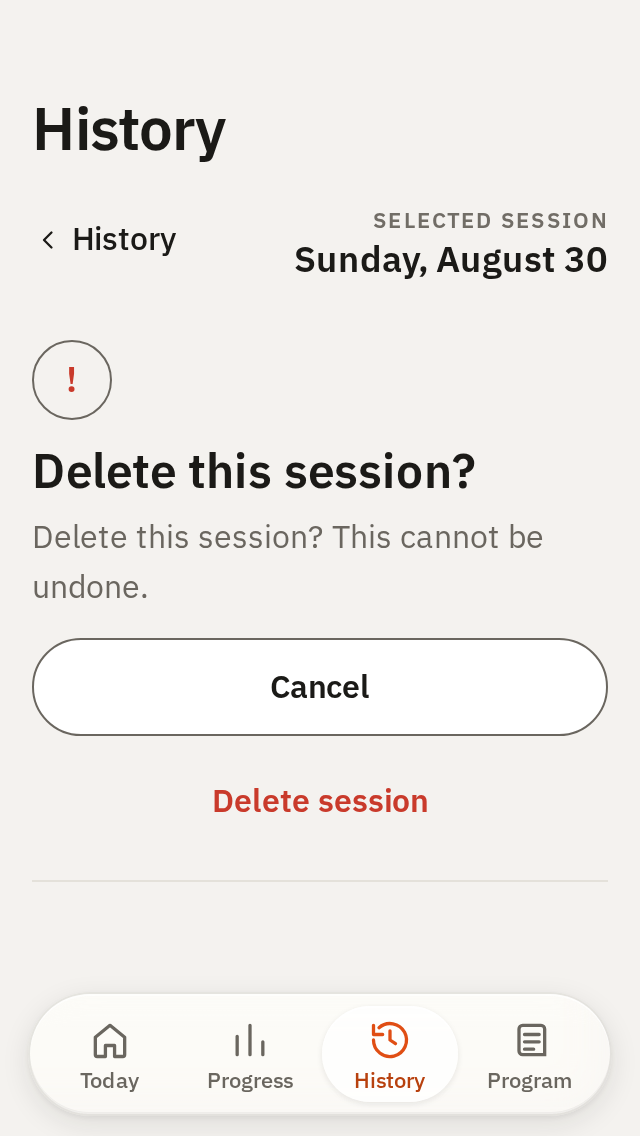 History
History
SELECTED SESSION
Sunday, August 30
!
Delete this session?
Delete this session? This cannot be
undone.
Cancel
Delete session
Today
Progress
History
Program